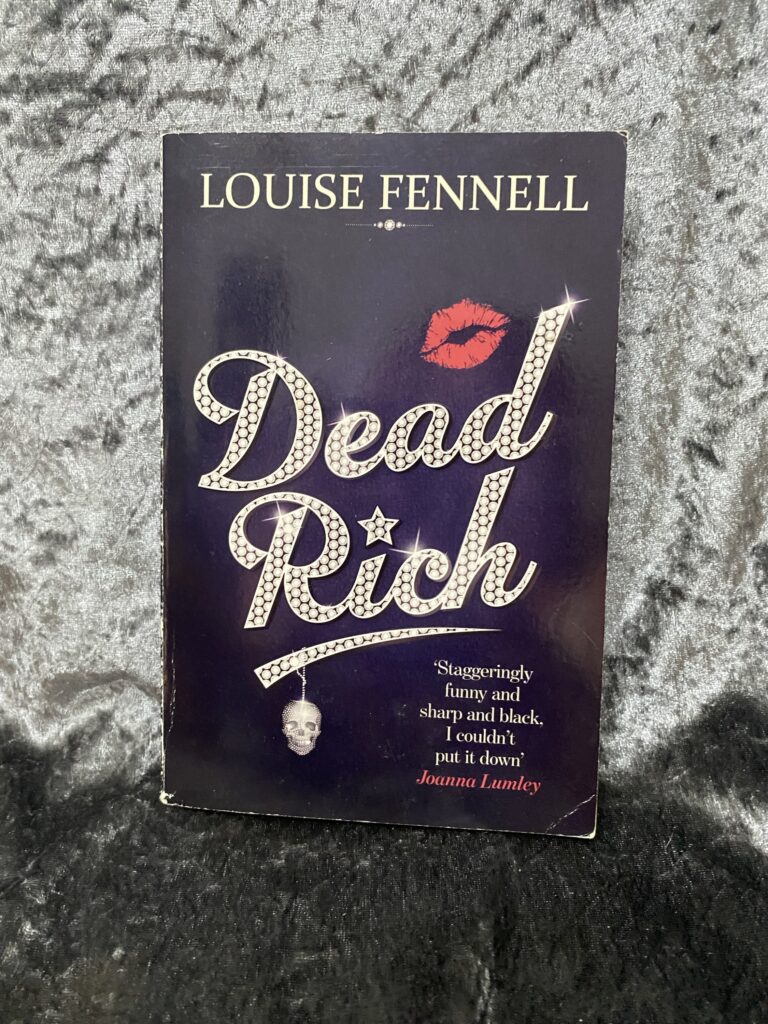 LOUISE FENNELL
Dead
Rich
‘Staggeringly
funny and
sharp and black,
I couldn’t
put it down’
Joanna Lumley